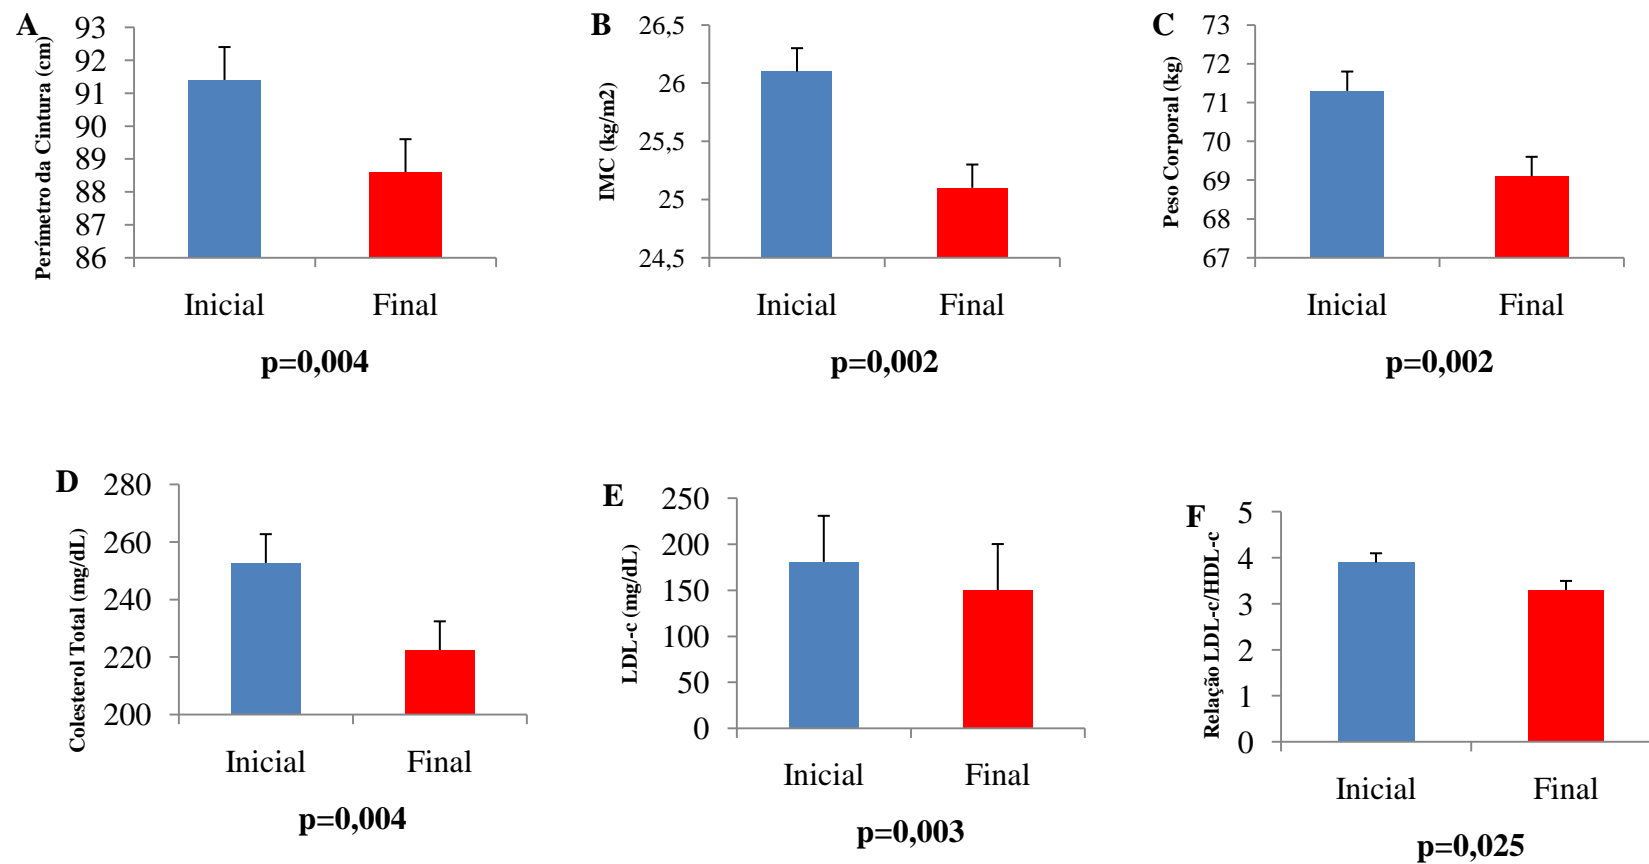 A
Perímetro da Cintura (cm)
93
92
91
90
89
88
87
86
Inicial Final
p=0,004
B
IMC (kg/m2)
26,5
26
25,5
25
24,5
Inicial Final
p=0,002
C
Peso Corporal (kg)
73
72
71
70
69
68
67
Inicial Final
p=0,002
D
Colesterol Total (mg/dL)
280
260
240
220
200
Inicial Final
p=0,004
E
LDL-c (mg/dL)
250
200
150
100
50
0
Inicial Final
p=0,003
F
Relação LDL-c/HDL-c
5
4
3
2
1
0
Inicial Final
p=0,025